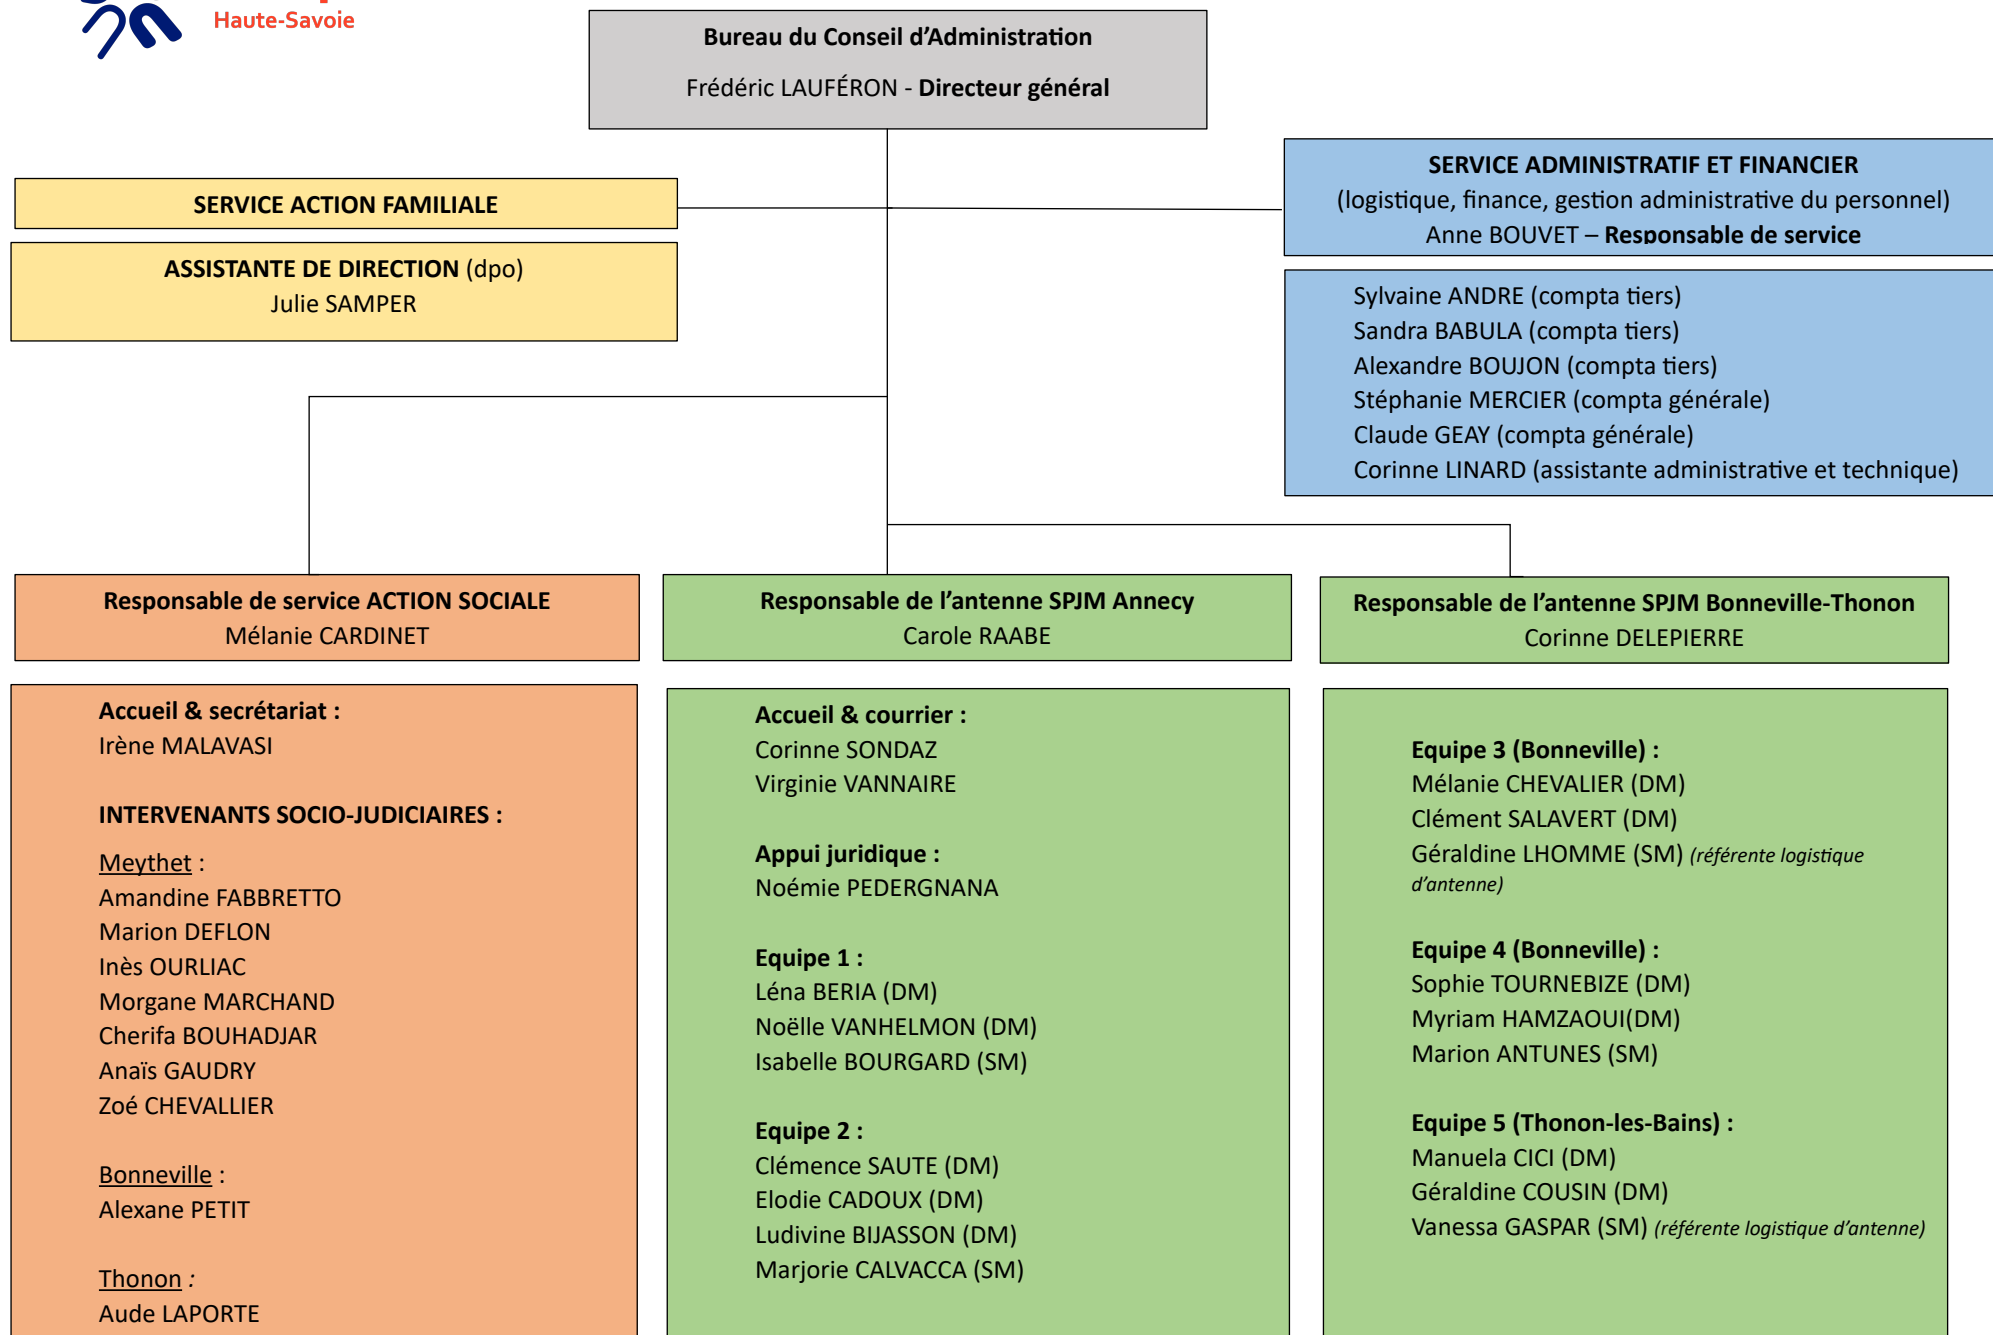 Haute-Savoie
Bureau du Conseil d’Administration
Frédéric LAUFÉRON - Directeur général
SERVICE ACTION FAMILIALE
ASSISTANTE DE DIRECTION (dpo)
Julie SAMPER
SERVICE ADMINISTRATIF ET FINANCIER
(logistique, finance, gestion administrative du personnel)
Anne BOUVET – Responsable de service
Sylvaine ANDRE (compta tiers)
Sandra BABULA (compta tiers)
Alexandre BOUJON (compta tiers)
Stéphanie MERCIER (compta générale)
Claude GEAY (compta générale)
Corinne LINARD (assistante administrative et technique)
Responsable de service ACTION SOCIALE
Mélanie CARDINET
Accueil & secrétariat :
Irène MALAVASI
INTERVENANTS SOCIO-JUDICIAIRES :
Meythet :
Amandine FABBRETTO
Marion DEFLON
Inès OURLIAC
Morgane MARCHAND
Cherifa BOUHADJAR
Anaïs GAUDRY
Zoé CHEVALLIER
Bonneville :
Alexane PETIT
Thonon :
Aude LAPORTE
Responsable de l’antenne SPJM Annecy
Carole RAABE
Accueil & courrier :
Corinne SONDAZ
Virginie VANNAIRE
Appui juridique :
Noémie PEDERGNANA
Equipe 1 :
Léna BERIA (DM)
Noëlle VANHELMON (DM)
Isabelle BOURGARD (SM)
Equipe 2 :
Clémence SAUTE (DM)
Elodie CADOUX (DM)
Ludivine BIJASSON (DM)
Marjorie CALVACCA (SM)
Responsable de l’antenne SPJM Bonneville-Thonon
Corinne DELEPIERRE
Equipe 3 (Bonneville) :
Mélanie CHEVALIER (DM)
Clément SALAVERT (DM)
Géraldine LHOMME (SM) (référente logistique
d’antenne)
Equipe 4 (Bonneville) :
Sophie TOURNEBIZE (DM)
Myriam HAMZAOUI(DM)
Marion ANTUNES (SM)
Equipe 5 (Thonon-les-Bains) :
Manuela CICI (DM)
Géraldine COUSIN (DM)
Vanessa GASPAR (SM) (référente logistique d’antenne)